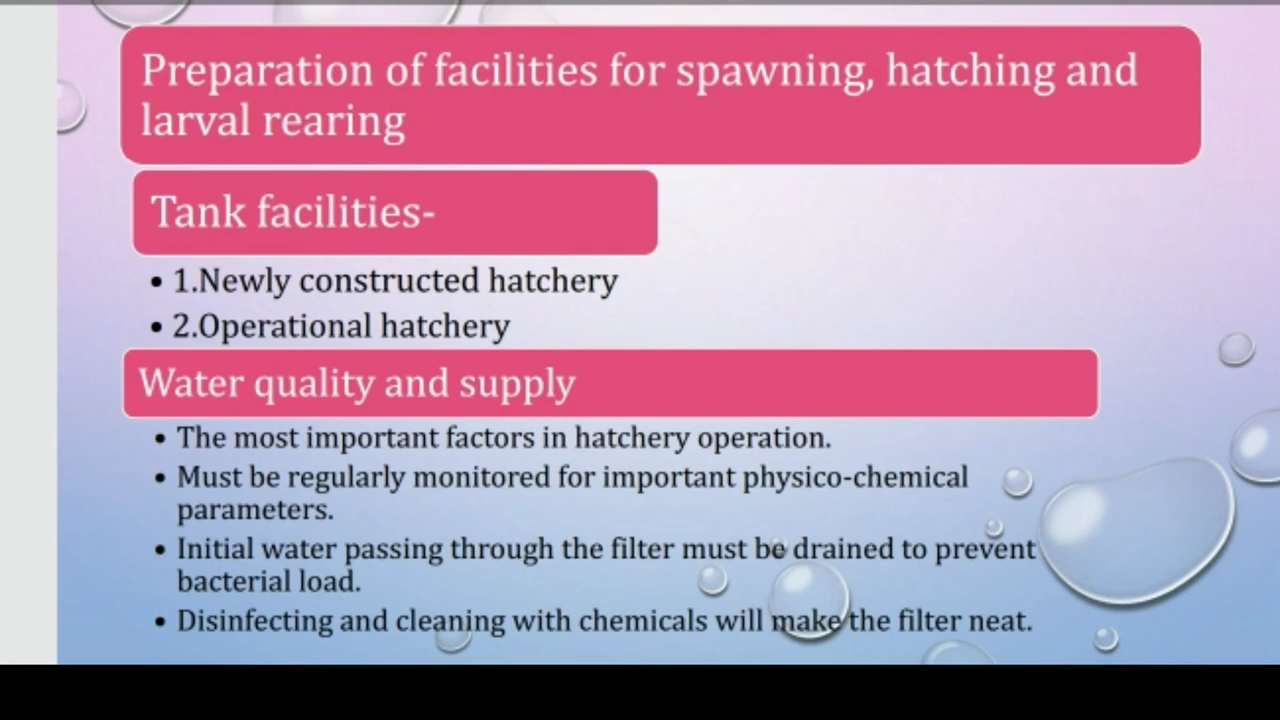 Preparation of facilities for spawning, hatching and
larval rearing
Tank facilities-
• 1.Newly constructed hatchery
• 2.Operational hatchery
Water quality and supply
• The most important factors in hatchery operation.
• Must be regularly monitored for important physico-chemical
parameters.
• Initial water passing through the filter must be drained to prevent
bacterial load.
• Disinfecting and cleaning with chemicals will make the filter neat.